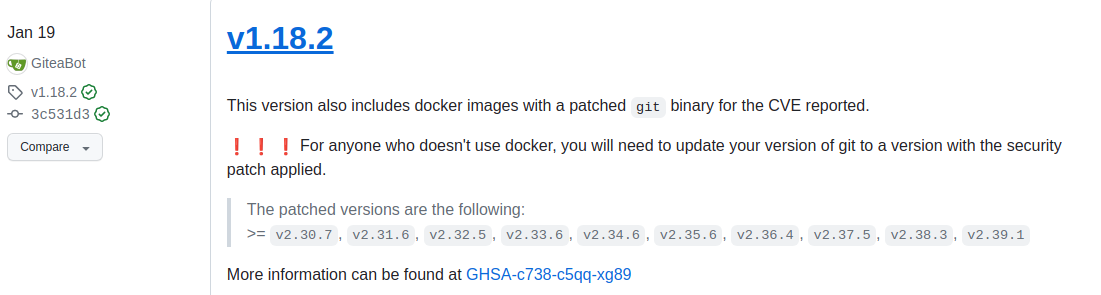 Jan 19
GiteaBot
v1.18.2
3c531d3
Compare
v1.18.2
This version also includes docker images with a patched git binary for the CVE reported.
❗ ❗ ❗ For anyone who doesn't use docker, you will need to update your version of git to a version with the security
patch applied.
The patched versions are the following:
>= v2.30.7, v2.31.6, v2.32.5, v2.33.6, v2.34.6, v2.35.6, v2.36.4, v2.37.5, v2.38.3, v2.39.1
More information can be found at GHSA-c738-c5qq-xg89